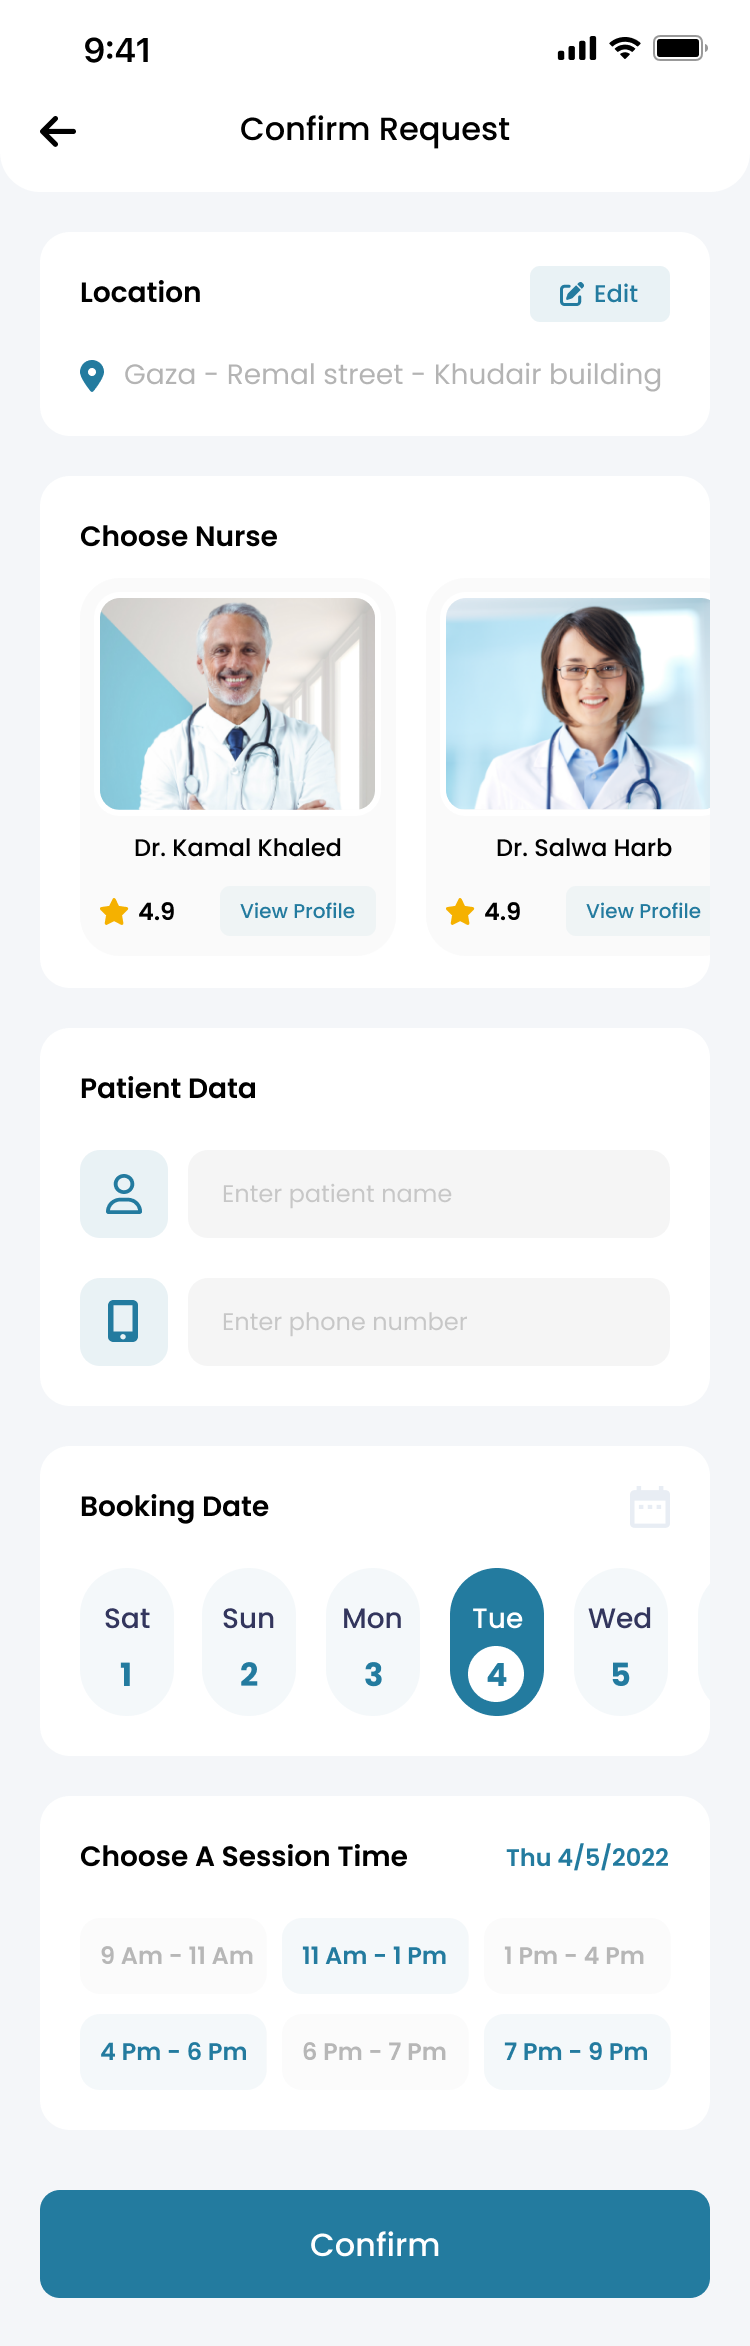 9:41
Confirm Request
Location
Edit
Gaza - Remal street - Khudair building
Choose Nurse
Dr. Kamal Khaled
Dr. Salwa Harb
4.9
View Profile
4.9
View Profile
Patient Data
Enter patient name
Enter phone number
Booking Date
Sat
Sun
Mon
Tue
Wed
1
2
3
4
5
Choose A Session Time
Thu 4/5/2022
9 Am - 11 Am
11 Am - 1 Pm
1 Pm - 4 Pm
4 Pm - 6 Pm
6 Pm - 7 Pm
7 Pm - 9 Pm
Confirm